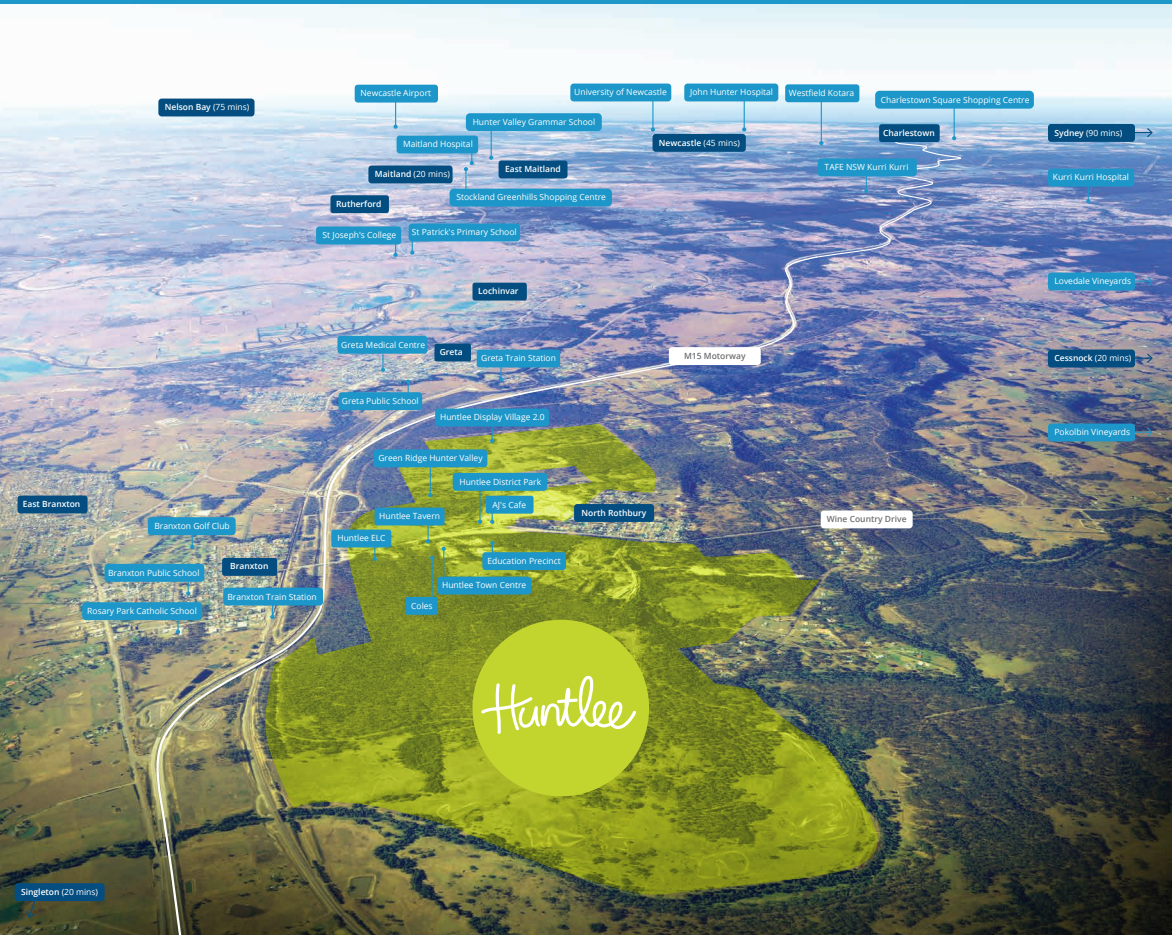 Newcastle Airport
University of Newcastle
John Hunter Hospital
Westfield Kotara
Charlestown Square Shopping Centre
Nelson Bay (75 mins)
Hunter Valley Grammar School
Charlestown
Sydney (90 mins)
Maitland Hospital
Newcastle (45 mins)
East Maitland
TAFE NSW Kurri Kurri
Maitland (20 mins)
Kurri Kurri Hospital
Stockland Greenhills Shopping Centre
Rutherford
St Joseph's College
St Patrick's Primary School
Lovedale Vineyards
Lochinvar
Greta Medical Centre
Greta
Greta Train Station
M15 Motorway
Cessnock (20 mins)
Greta Public School
Huntlee Display Village 2.0
Pokolbin Vineyards
Green Ridge Hunter Valley
Huntlee District Park
East Branxton
AJ's Cafe
North Rothbury
Huntlee Tavern
Wine Country Drive
Branxton Golf Club
Huntlee ELC
Education Precinct
Branxton
Branxton Public School
Huntlee Town Centre
Branxton Train Station
Coles
Rosary Park Catholic School
Huntlee
Singleton (20 mins)